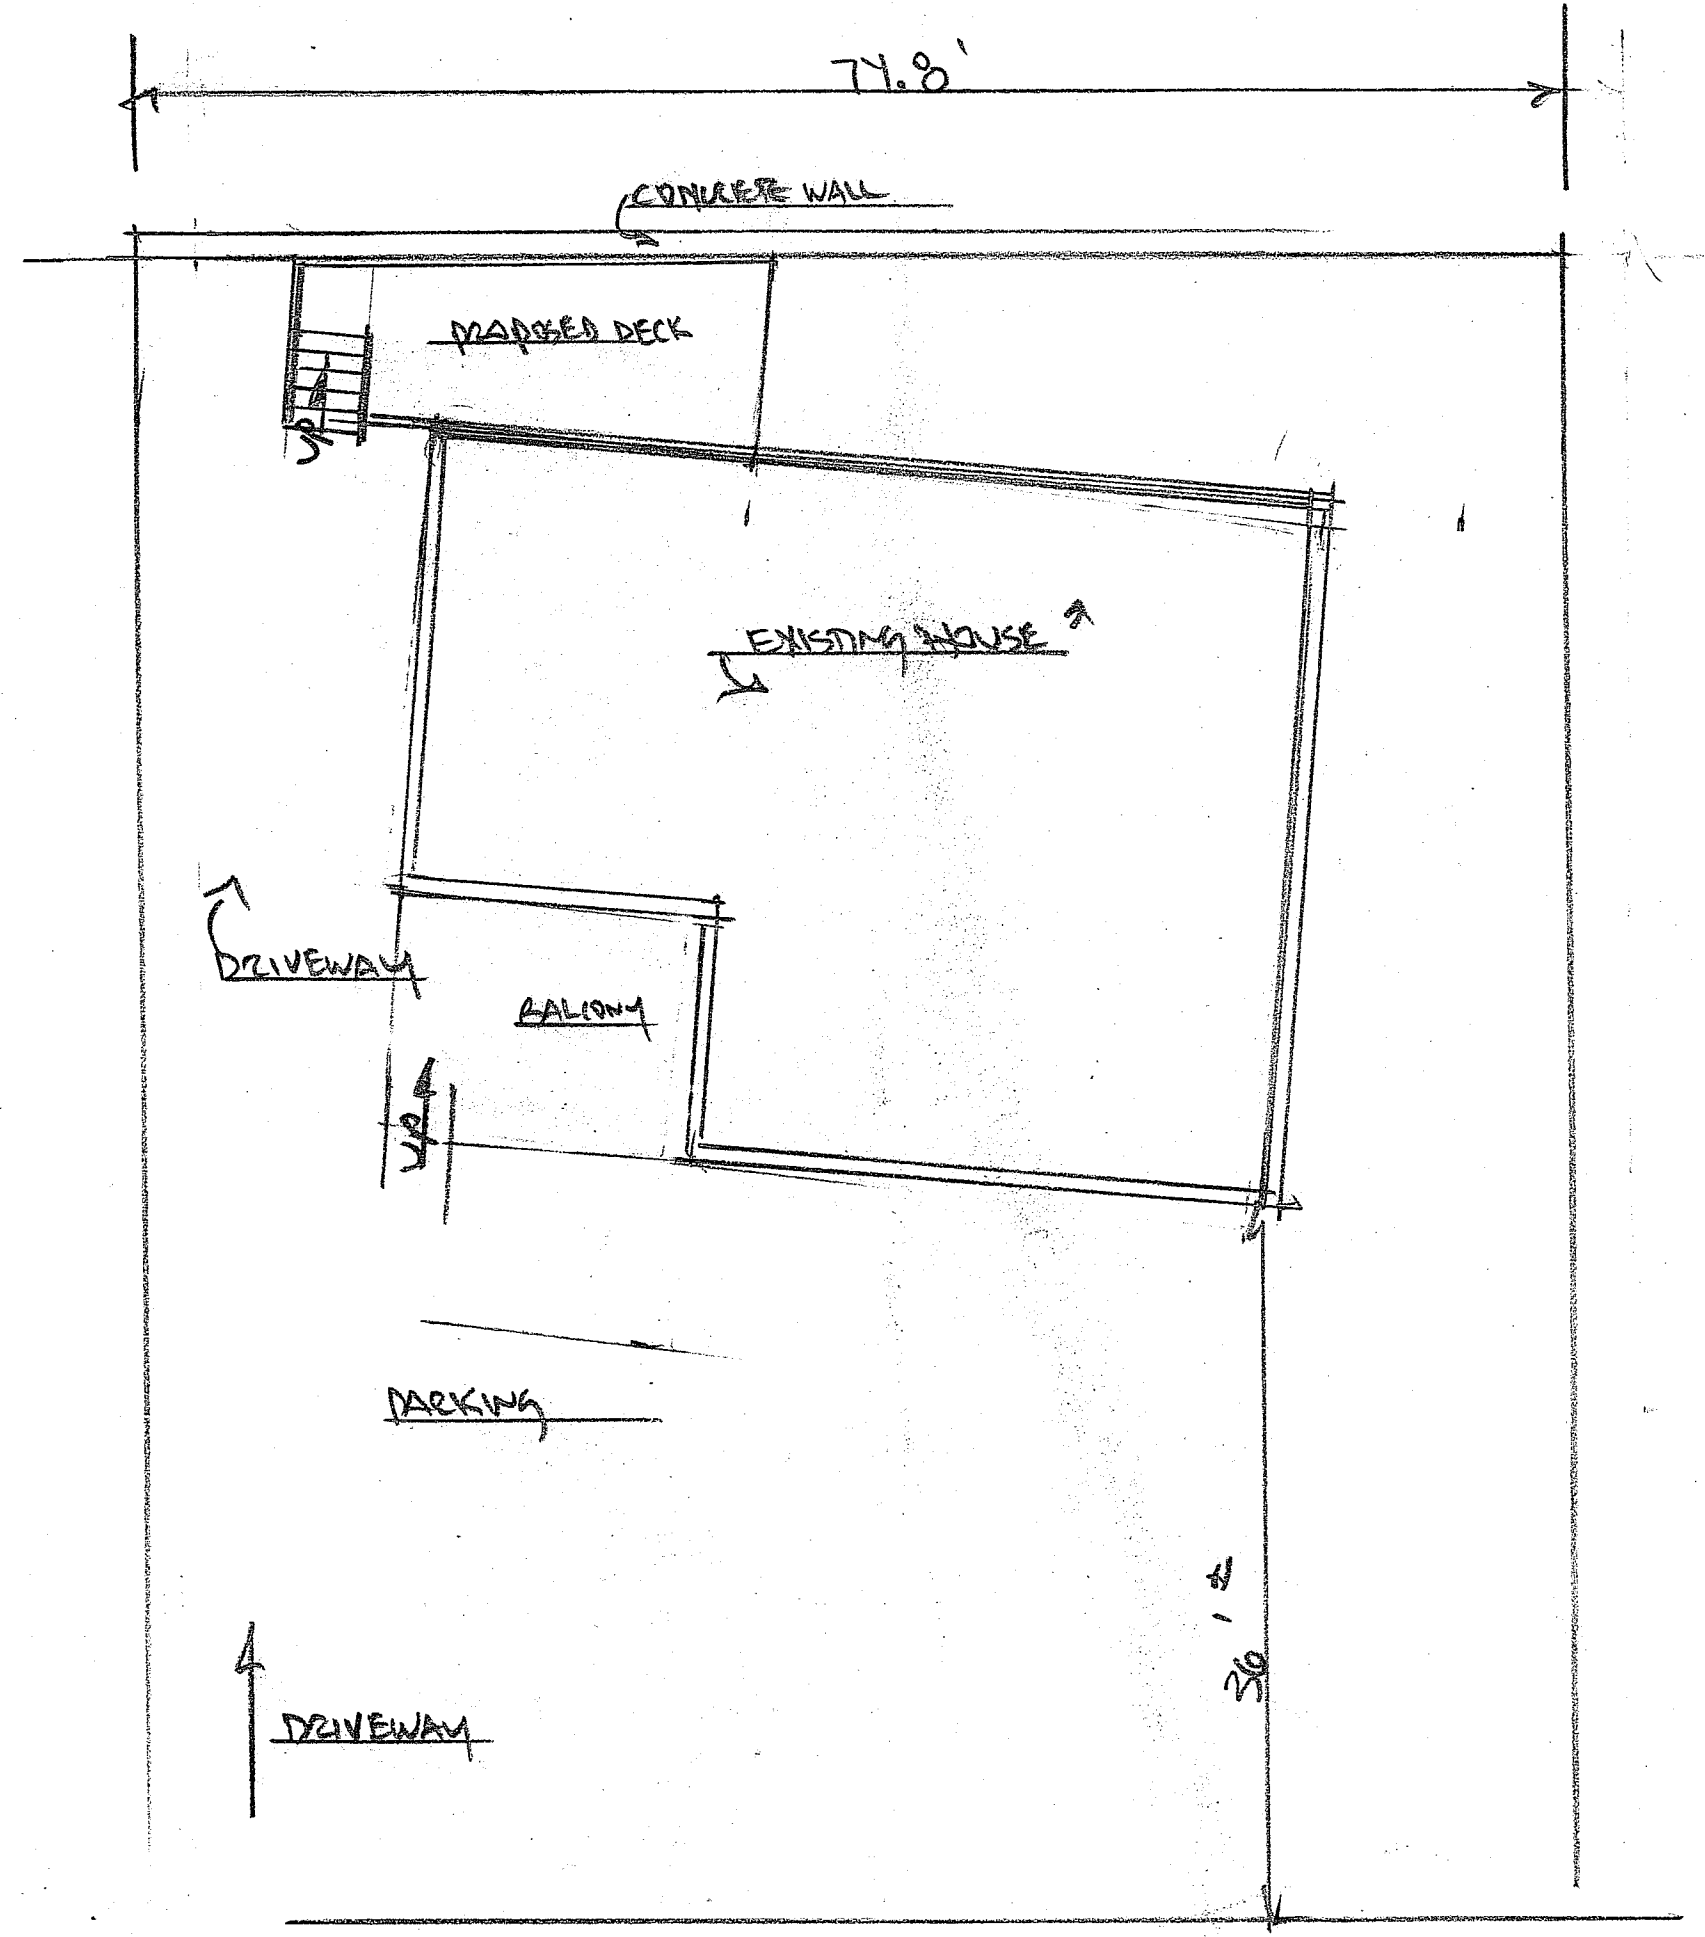 74.8'
CONCRETE WALL
PROPOSED DECK
UP
EXISTING HOUSE
DRIVEWAY
BALCONY
UP
PARKING
36'±
DRIVEWAY